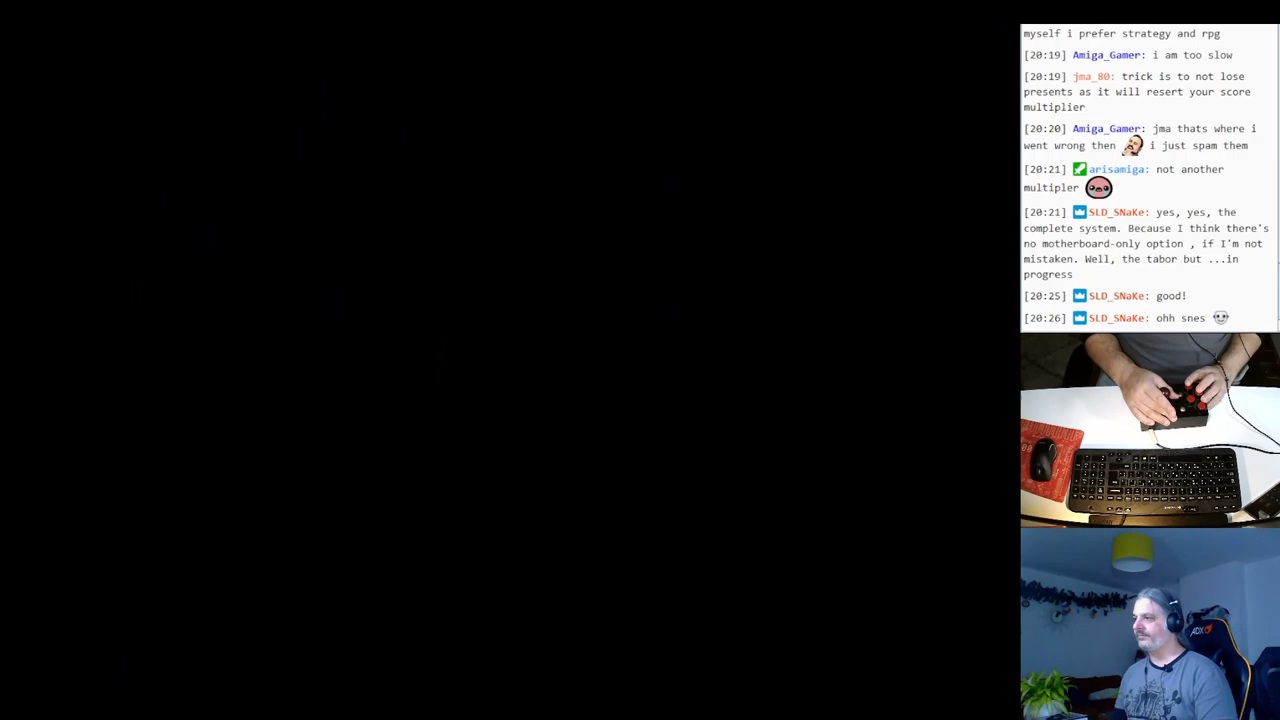 myself i prefer strategy and rpg
[20:19] Amiga_Gamer: i am too slow
[20:19] jma_80: trick is to not lose
presents as it will resert your score
multiplier
[20:20] Amiga_Gamer: jma thats where i
went wrong then i just spam them
[20:21] arisamiga: not another
multipler
[20:21] SLD_SNaKe: yes, yes, the
complete system. Because I think there's
no motherboard-only option , if I'm not
mistaken. Well, the tabor but ...in
progress
[20:25] SLD_SNaKe: good!
[20:26] SLD_SNaKe: ohh snes
ADX